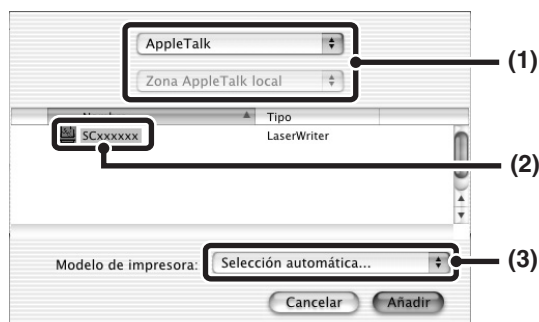 AppleTalk
(1)
Zona AppleTalk local
Tipo
SCxxxxxx
LaserWriter
(2)
Modelo de impresora: Selección automática...
(3)
Cancelar
Añadir